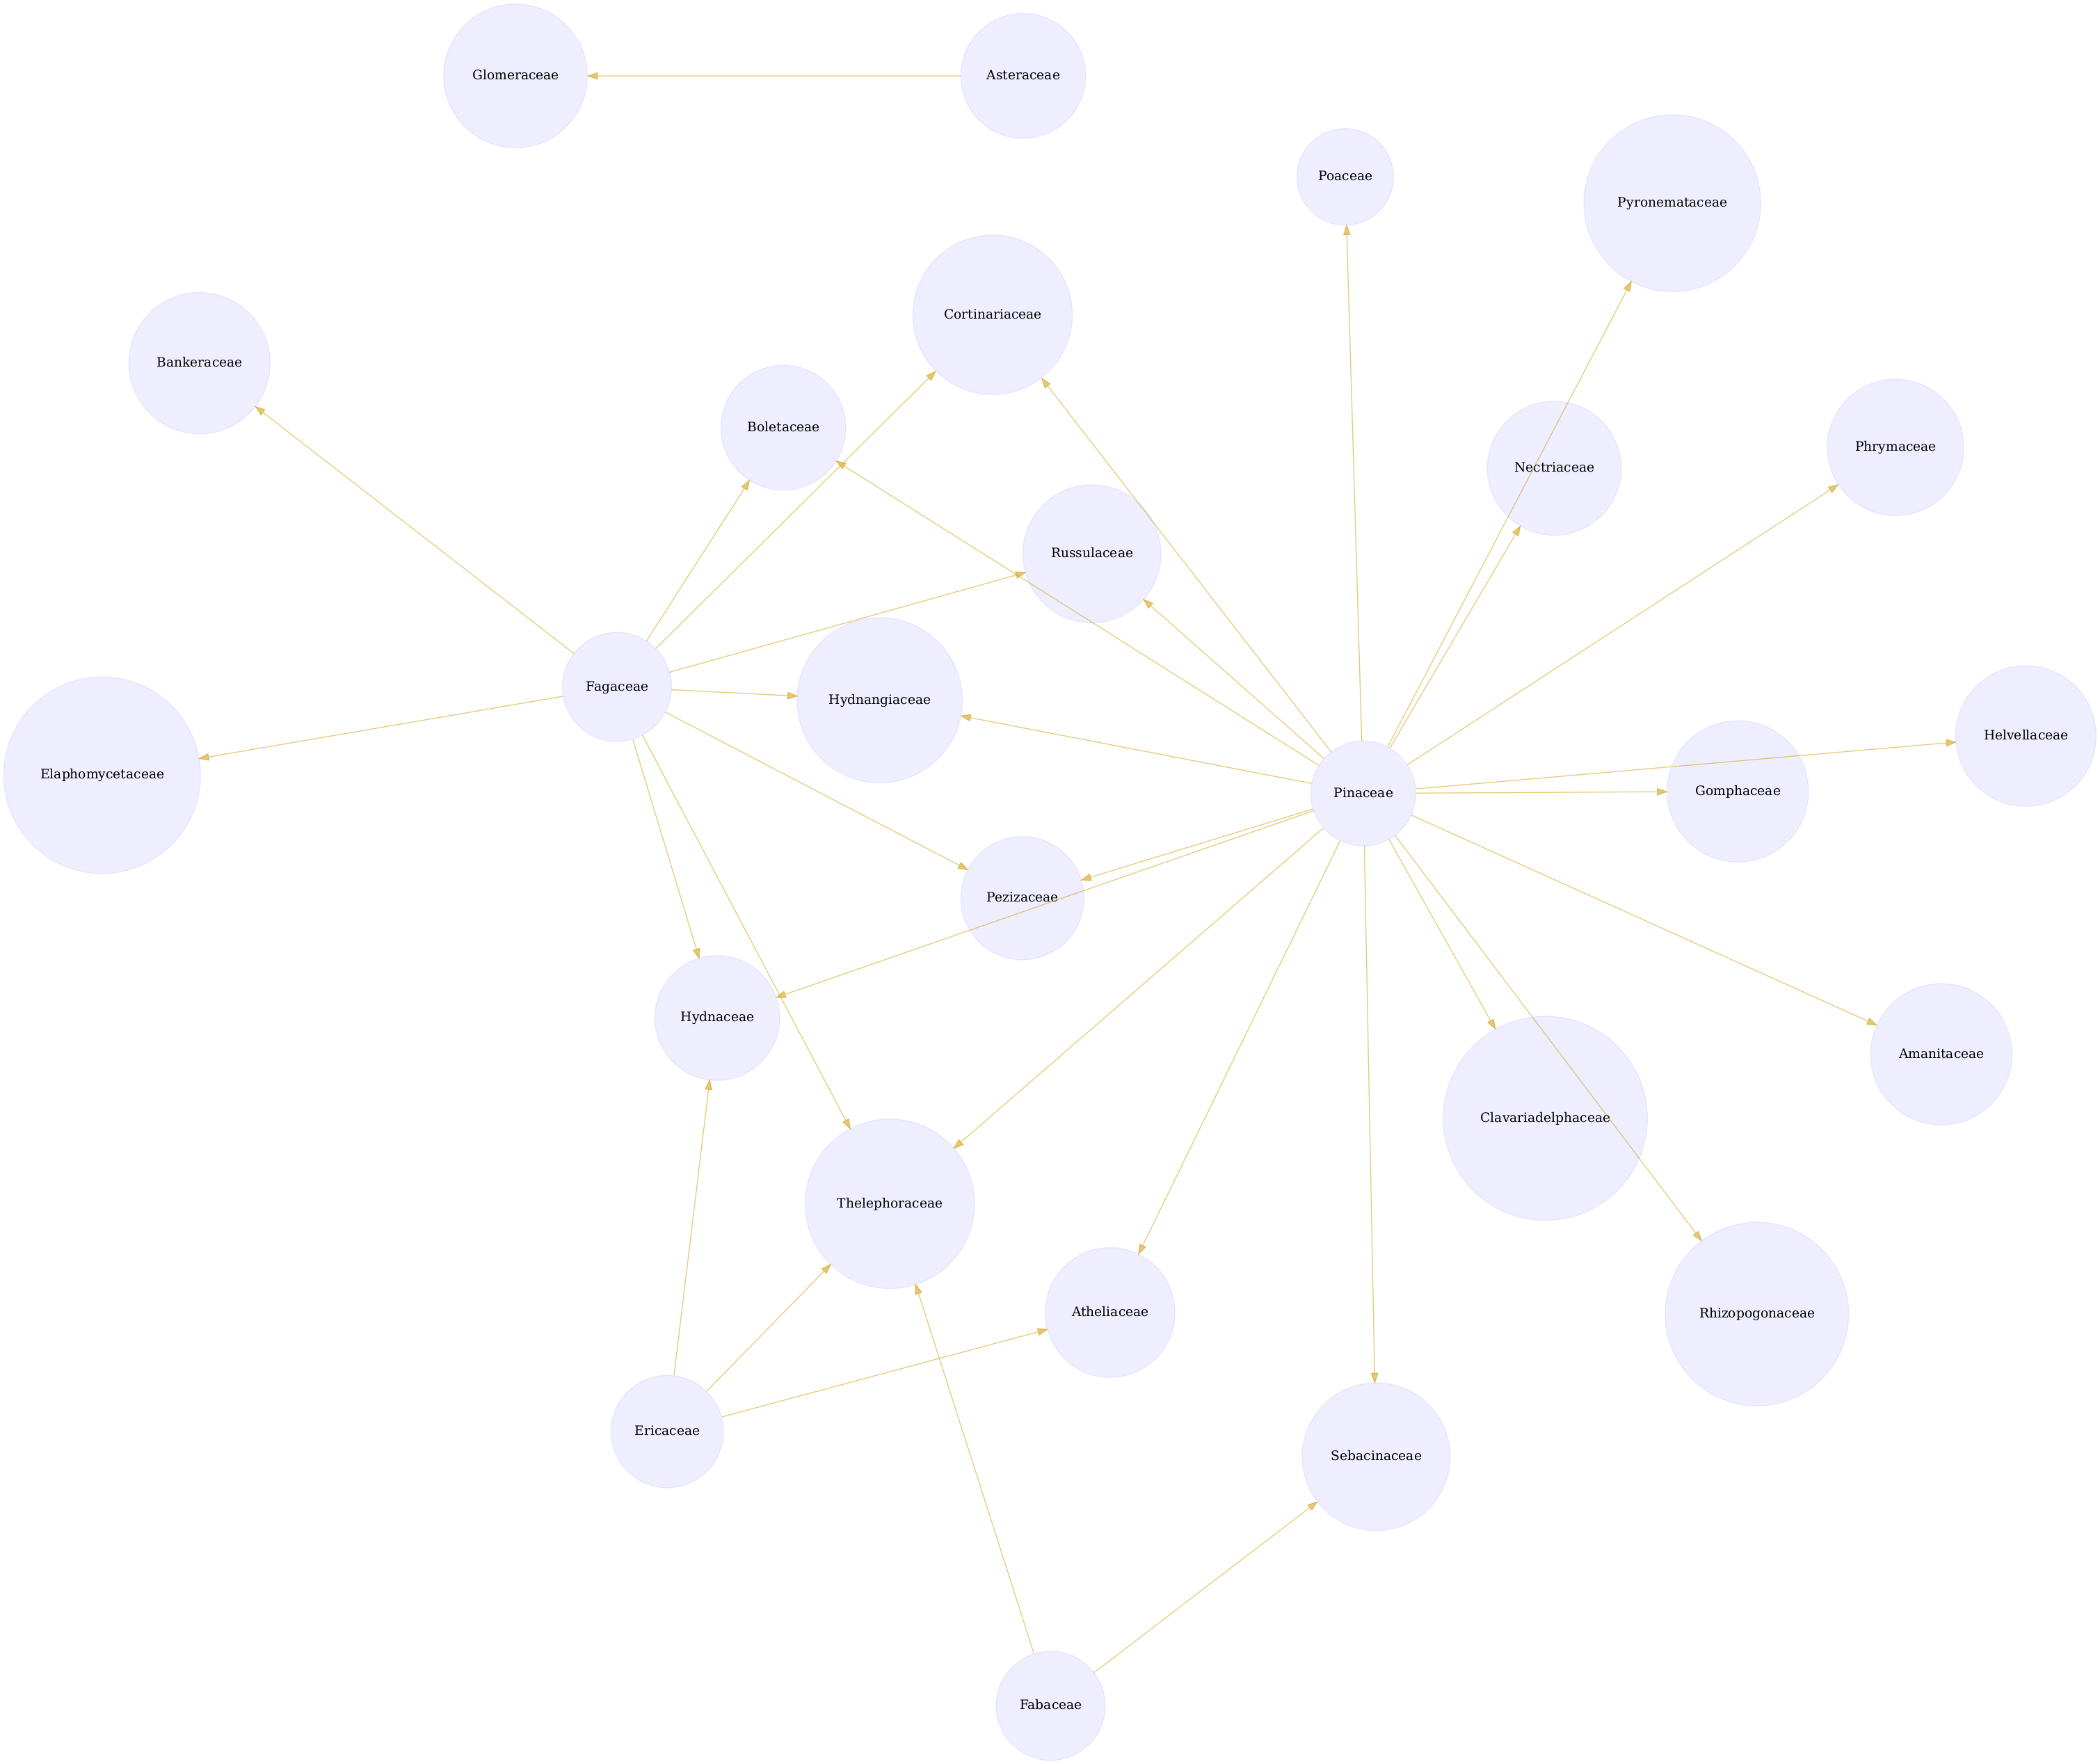 Glomeraceae
Asteraceae
Poaceae
Pyronemataceae
Cortinariaceae
Bankeraceae
Boletaceae
Phrymaceae
Nectriaceae
Russulaceae
Fagaceae
Hydnangiaceae
Helvellaceae
Elaphomycetaceae
Gomphaceae
Pinaceae
Pezizaceae
Hydnaceae
Amanitaceae
Clavariadelphaceae
Thelephoraceae
Atheliaceae
Rhizopogonaceae
Ericaceae
Sebacinaceae
Fabaceae